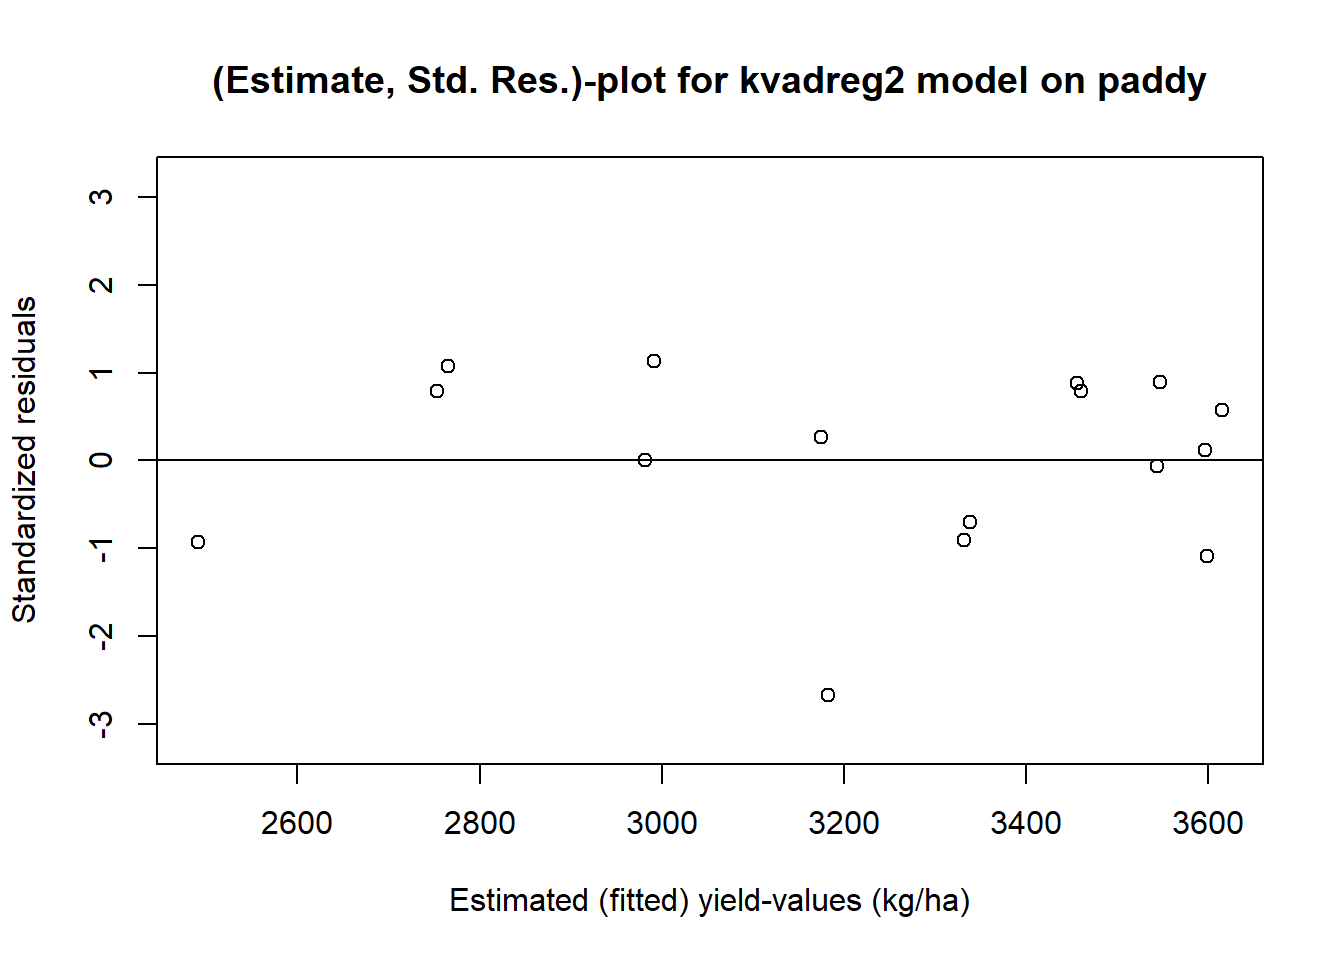 (Estimate, Std. Res.)-plot for kvadreg2 model on paddy
Standardized residuals
3
2
1
0
-1
-2
-3
2600 2800 3000 3200 3400 3600
Estimated (fitted) yield-values (kg/ha)